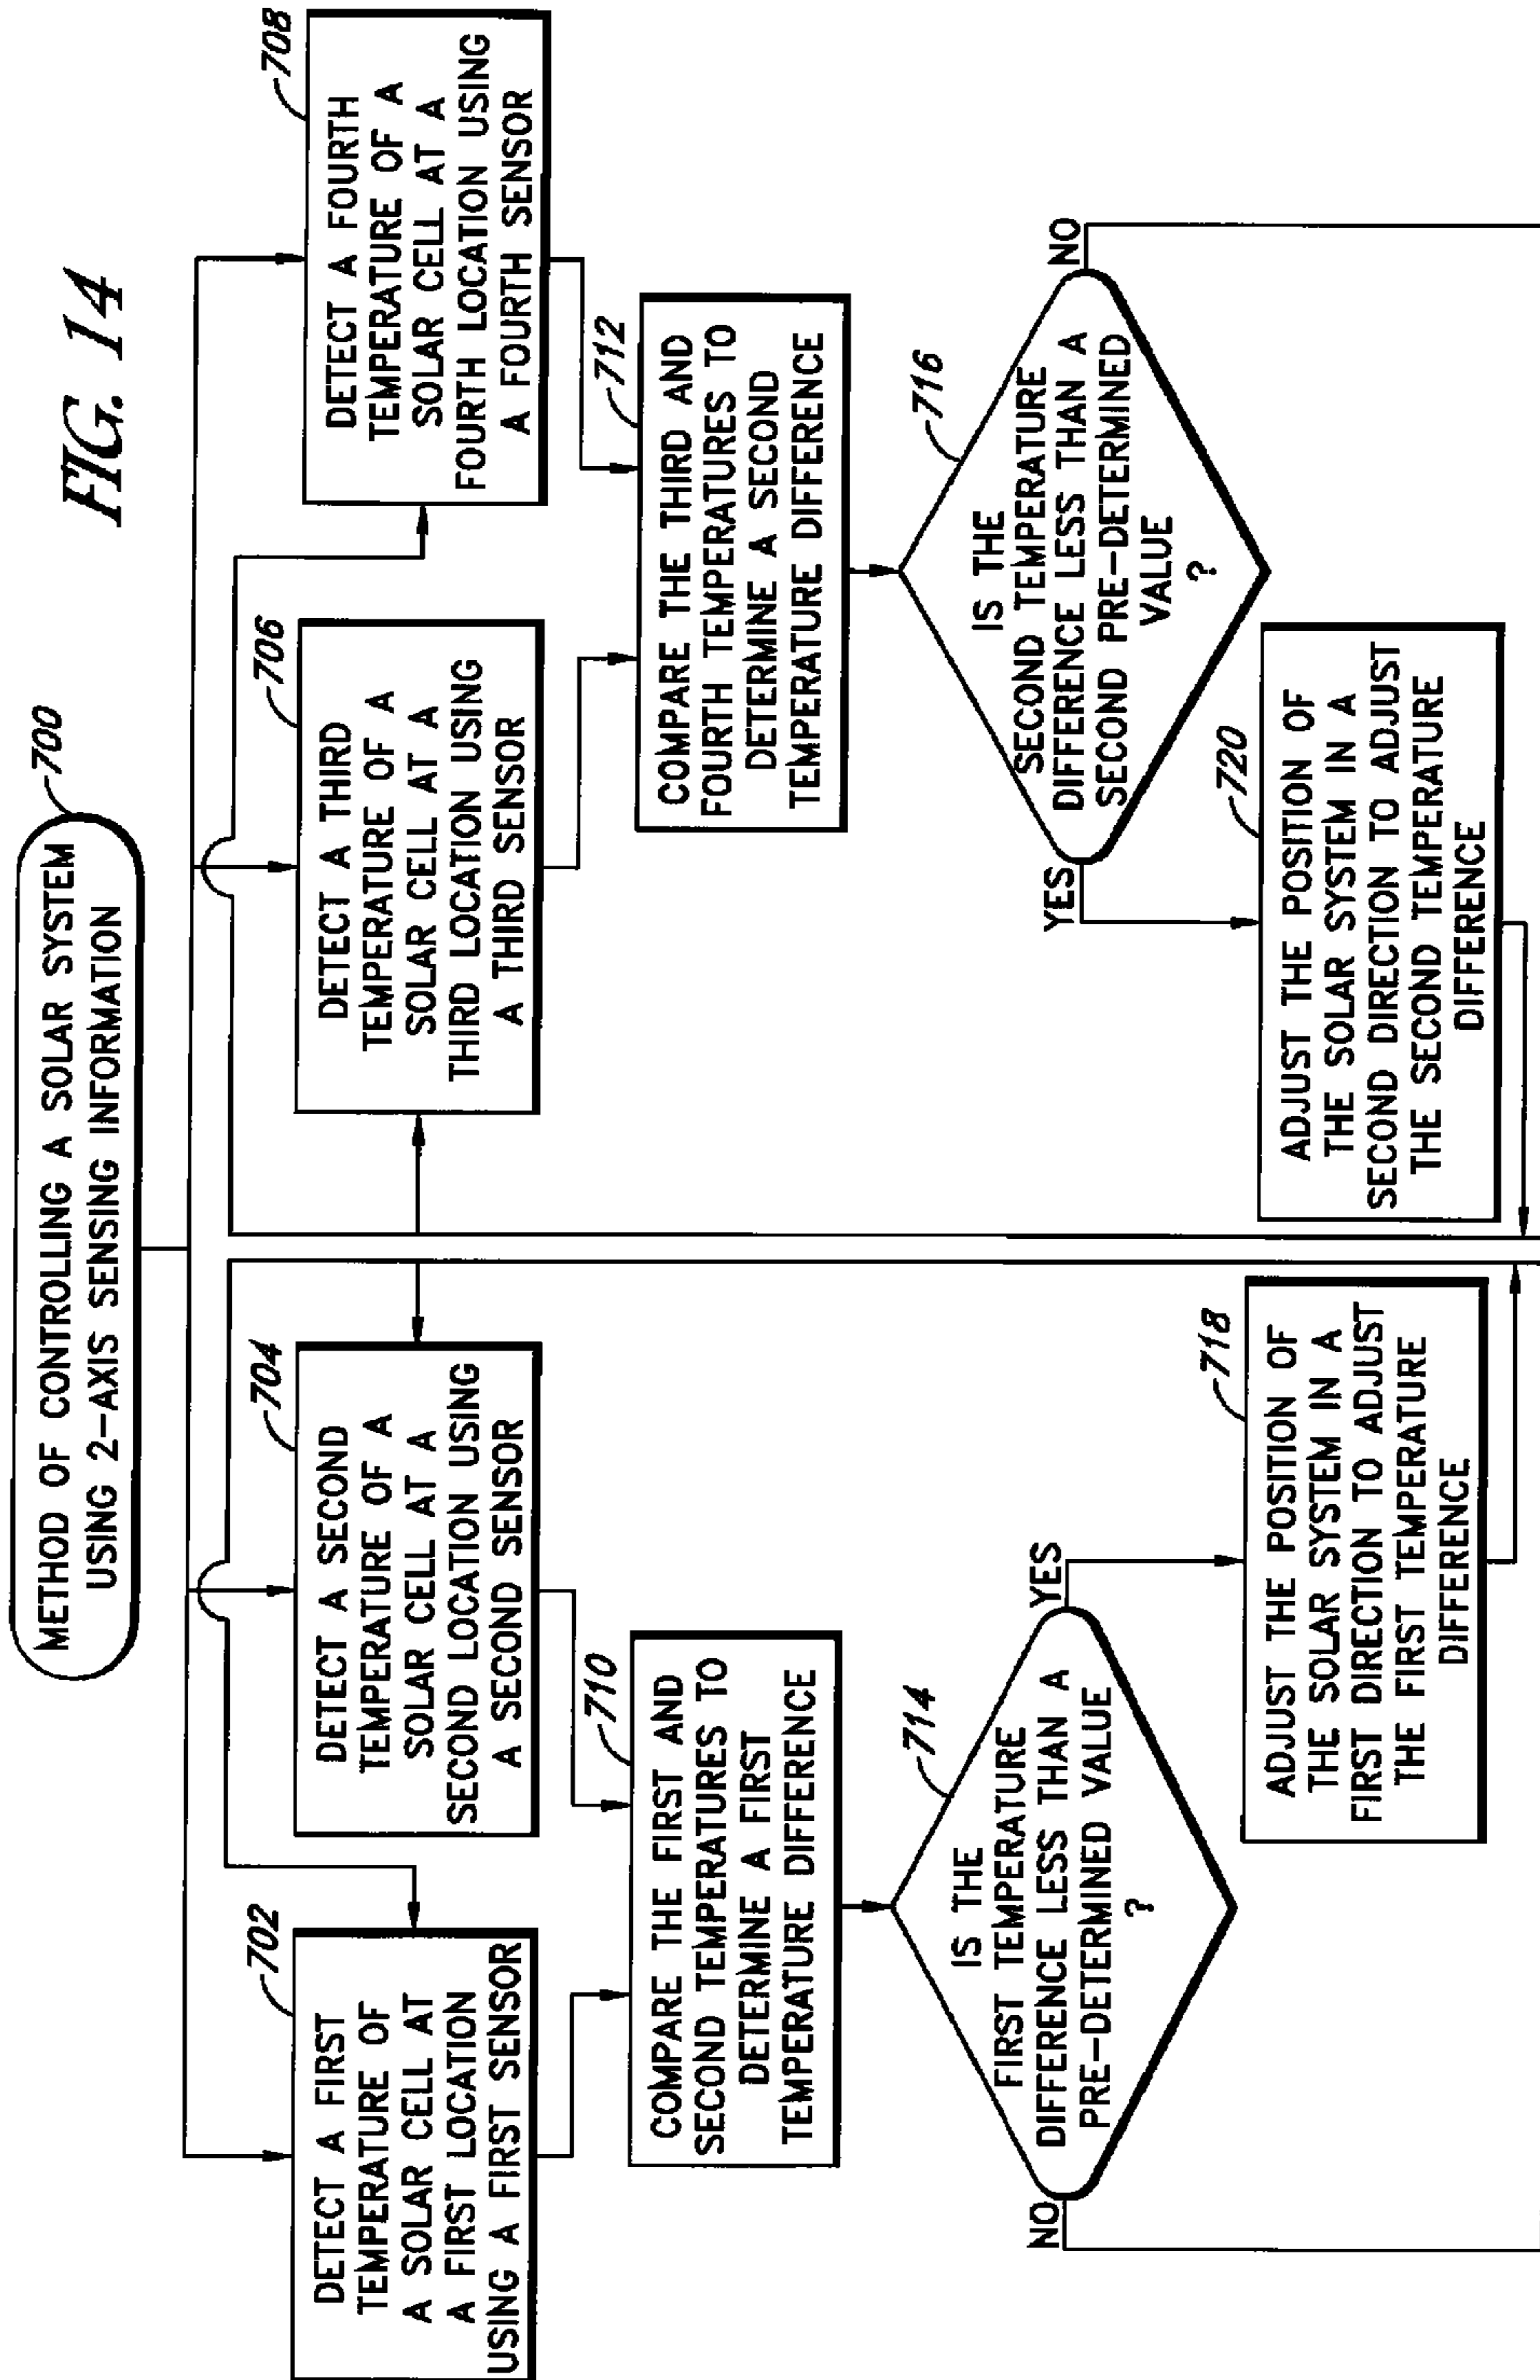 FIG. 14
700
METHOD OF CONTROLLING A SOLAR SYSTEM
USING 2-AXIS SENSING INFORMATION
702
DETECT A FIRST
TEMPERATURE OF
A SOLAR CELL AT
A FIRST LOCATION
USING A FIRST SENSOR
704
DETECT A SECOND
TEMPERATURE OF A
SOLAR CELL AT A
SECOND LOCATION USING
A SECOND SENSOR
706
DETECT A THIRD
TEMPERATURE OF A
SOLAR CELL AT A
THIRD LOCATION USING
A THIRD SENSOR
708
DETECT A FOURTH
TEMPERATURE OF A
SOLAR CELL AT A
FOURTH LOCATION USING
A FOURTH SENSOR
710
COMPARE THE FIRST AND
SECOND TEMPERATURES TO
DETERMINE A FIRST
TEMPERATURE DIFFERENCE
712
COMPARE THE THIRD AND
FOURTH TEMPERATURES TO
DETERMINE A SECOND
TEMPERATURE DIFFERENCE
714
IS THE
FIRST TEMPERATURE
DIFFERENCE LESS THAN A
PRE-DETERMINED VALUE
?
NO
YES
716
IS THE
SECOND TEMPERATURE
DIFFERENCE LESS THAN A
SECOND PRE-DETERMINED
VALUE
?
YES
NO
718
ADJUST THE POSITION OF
THE SOLAR SYSTEM IN A
FIRST DIRECTION TO ADJUST
THE FIRST TEMPERATURE
DIFFERENCE
720
ADJUST THE POSITION OF
THE SOLAR SYSTEM IN A
SECOND DIRECTION TO ADJUST
THE SECOND TEMPERATURE
DIFFERENCE